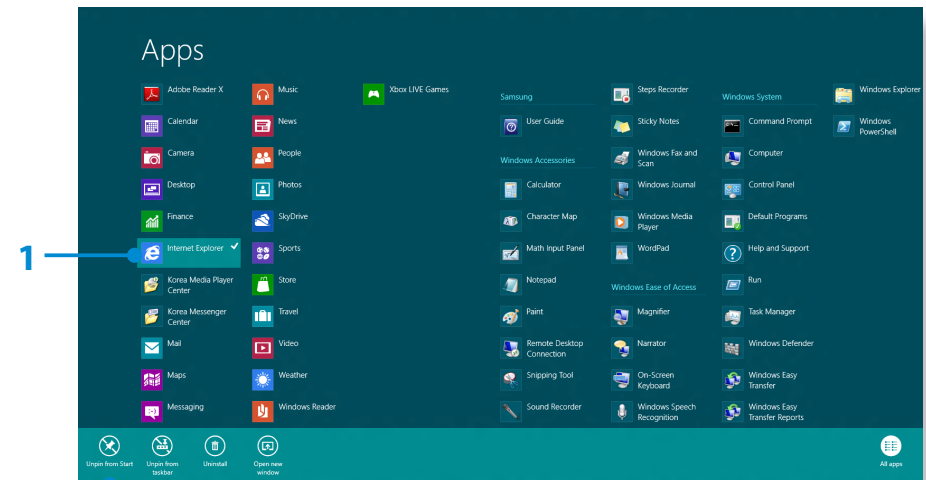 Apps
Adobe Reader X
Calendar
Camera
Desktop
Finance
1
Internet Explorer
Korea Media Player
Center
Korea Messenger
Center
Mail
Maps
Messaging
Music
News
People
Photos
SkyDrive
Sports
Store
Travel
Video
Weather
Windows Reader
Xbox LIVE Games
Samsung
User Guide
Windows Accessories
Calculator
Character Map
Math Input Panel
Notepad
Paint
Remote Desktop
Connection
Snipping Tool
Sound Recorder
Steps Recorder
Sticky Notes
Windows Fax and
Scan
Windows Journal
Windows Media
Player
WordPad
Windows Ease of Access
Magnifier
Narrator
On-Screen
Keyboard
Windows Speech
Recognition
Windows System
Command Prompt
Computer
Control Panel
Default Programs
Help and Support
Run
Task Manager
Windows Defender
Windows Easy
Transfer
Windows Easy
Transfer Reports
Windows Explorer
Windows
PowerShell
Unpin from Start
Unpin from
taskbar
Uninstall
Open new
window
All apps